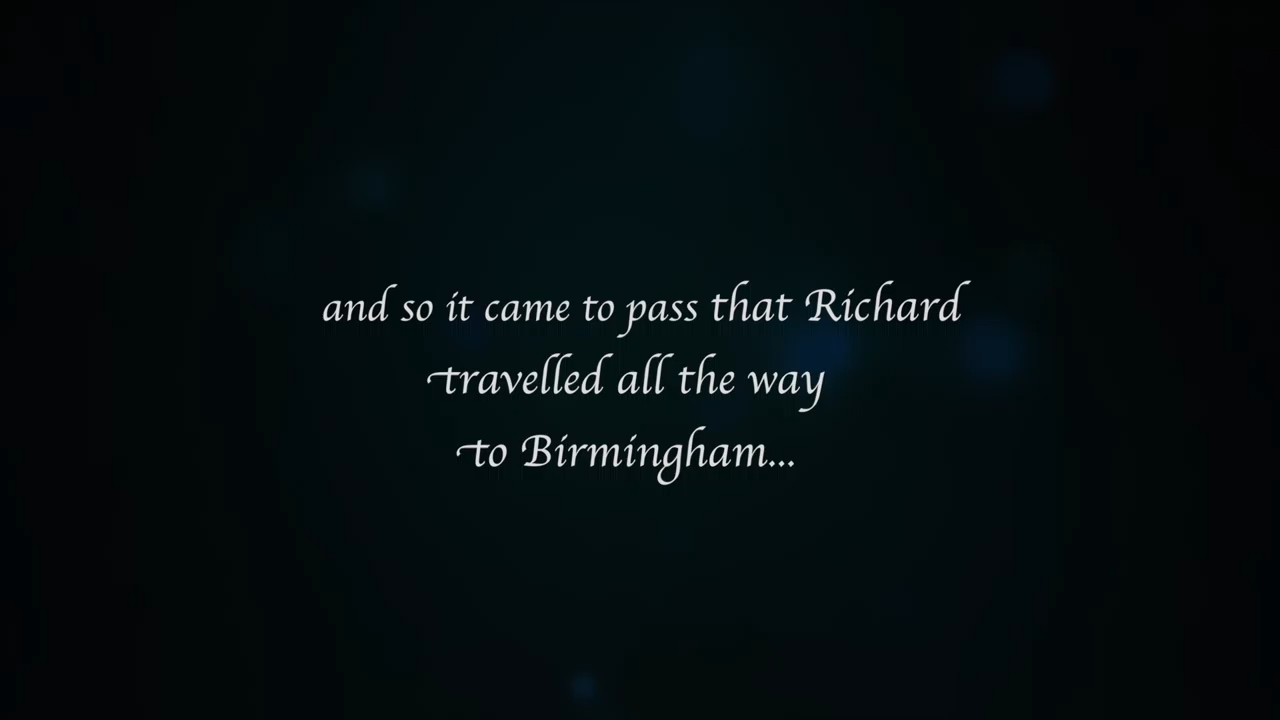 and so it came to pass that Richard
travelled all the way
to Birmingham...